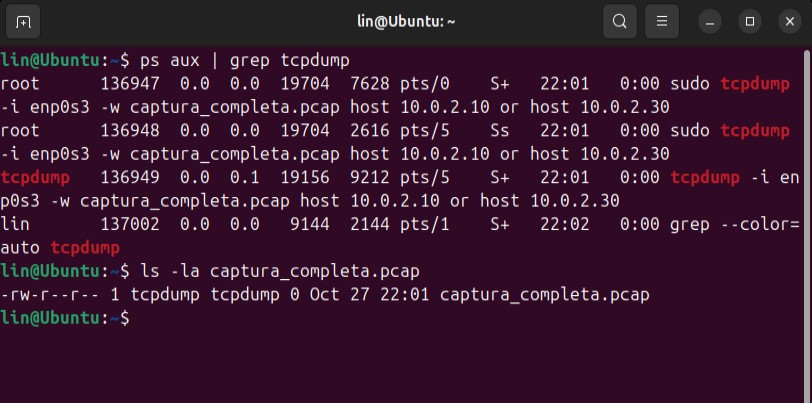 lin@Ubuntu: ~
lin@Ubuntu:~$ ps aux | grep tcpdump
root      136947  0.0  0.0  19704  7628 pts/0    S+   22:01   0:00 sudo tcpdump
-i enp0s3 -w captura_completa.pcap host 10.0.2.10 or host 10.0.2.30
root      136948  0.0  0.0  19704  2616 pts/5    Ss   22:01   0:00 sudo tcpdump
-i enp0s3 -w captura_completa.pcap host 10.0.2.10 or host 10.0.2.30
tcpdump   136949  0.0  0.1  19156  9212 pts/5    S+   22:01   0:00 tcpdump -i en
p0s3 -w captura_completa.pcap host 10.0.2.10 or host 10.0.2.30
lin       137002  0.0  0.0   9144  2144 pts/1    S+   22:02   0:00 grep --color=
auto tcpdump
lin@Ubuntu:~$ ls -la captura_completa.pcap
-rw-r--r-- 1 tcpdump tcpdump 0 Oct 27 22:01 captura_completa.pcap
lin@Ubuntu:~$